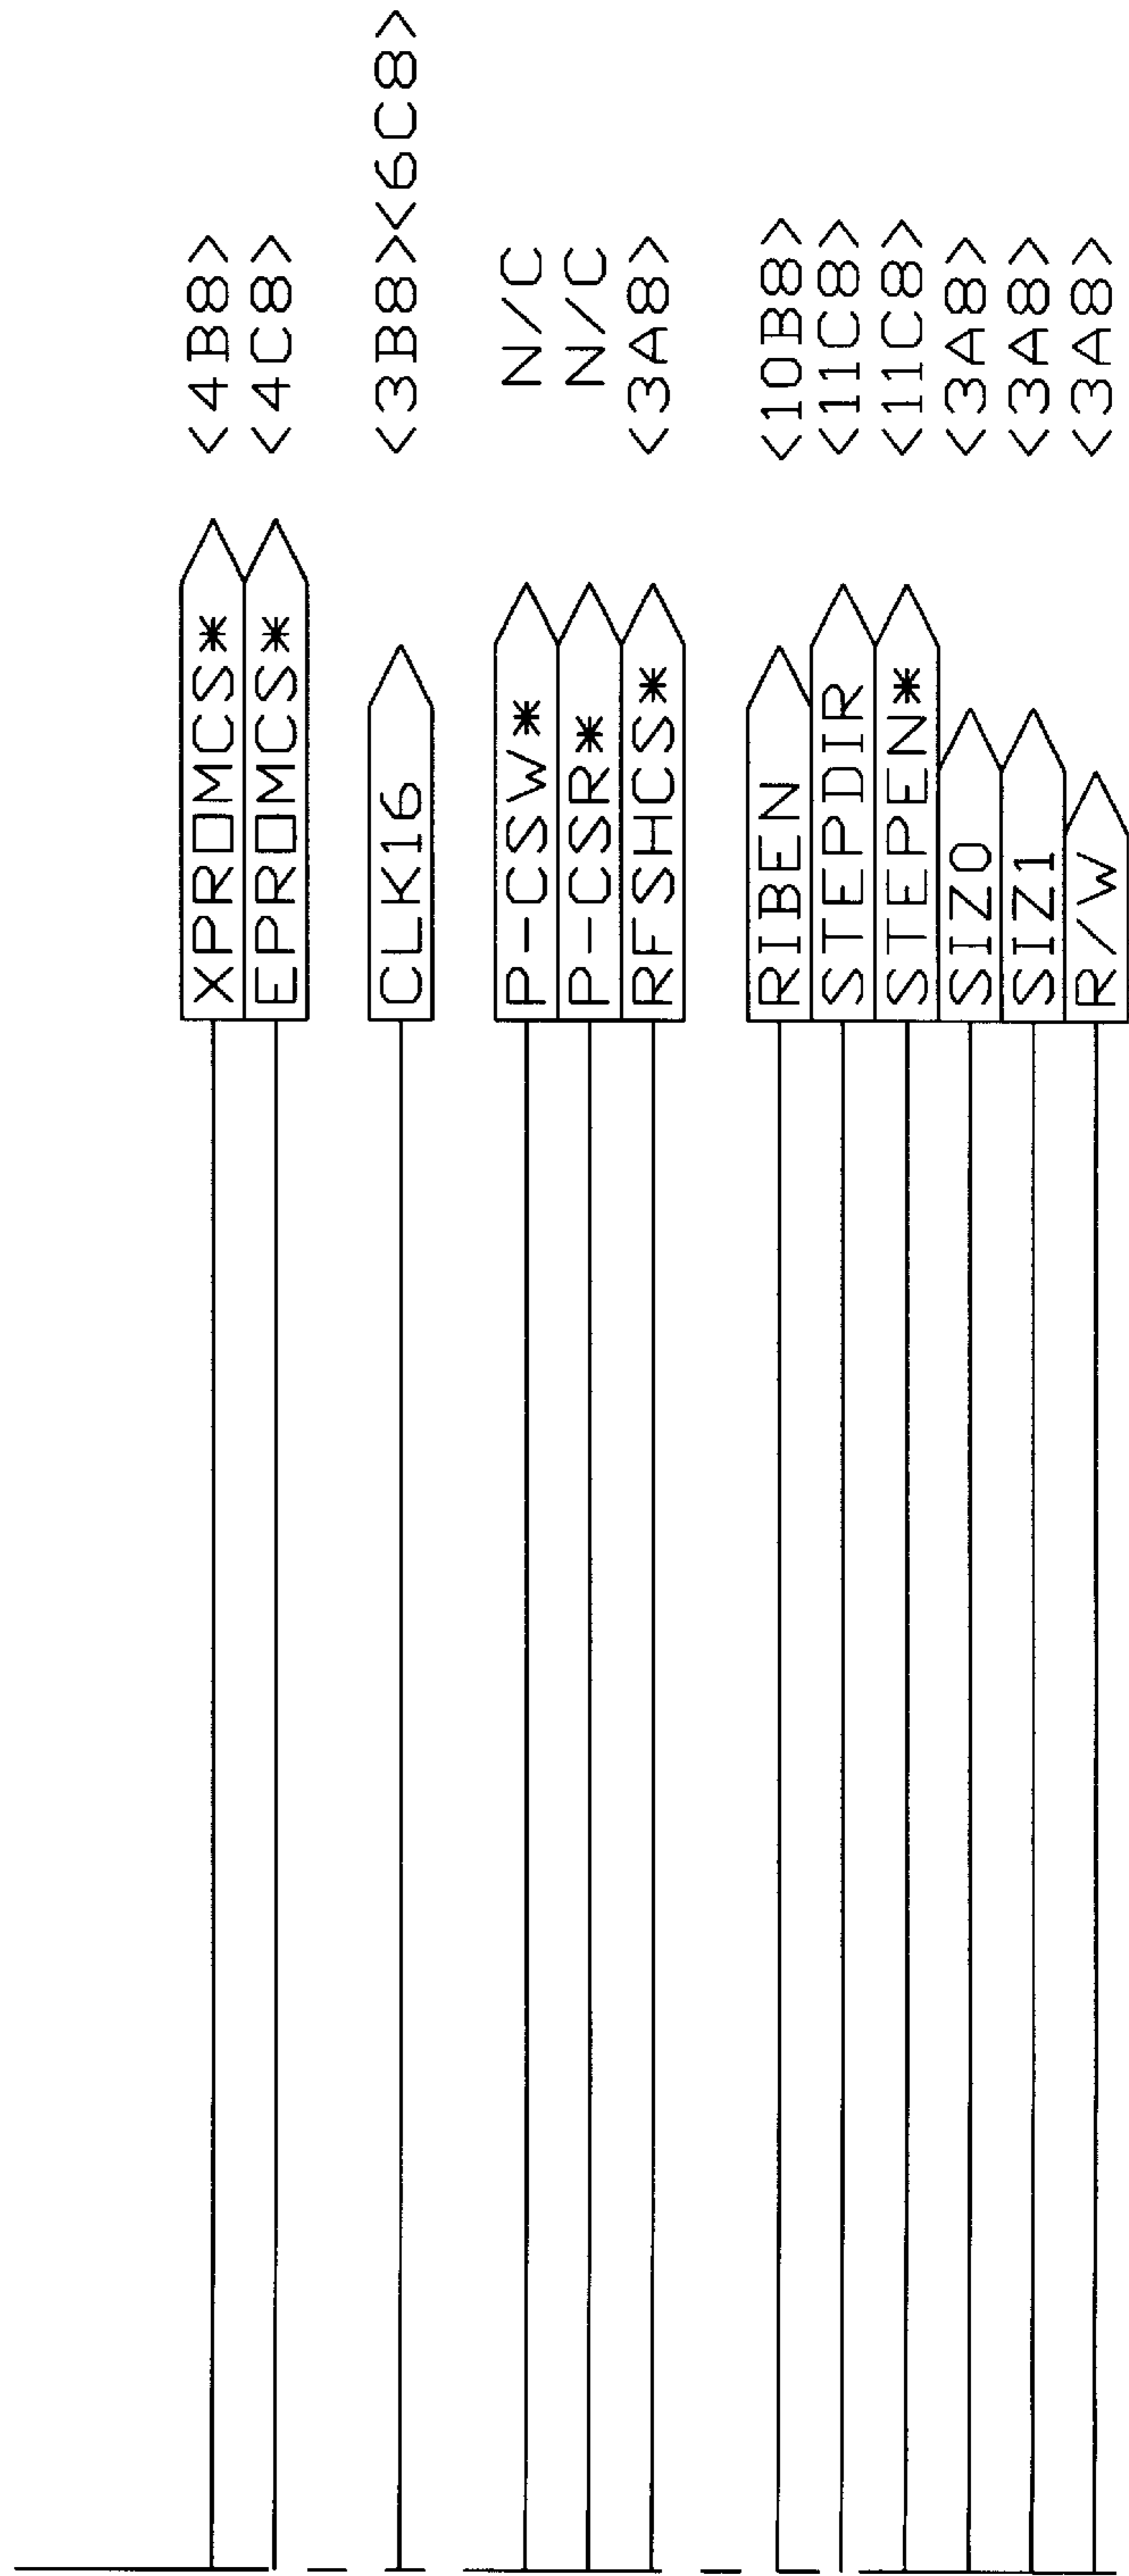 XPROMCS* <4B8>
EPROMCS* <4C8>
CLK16 <3B8><6C8>
P-CSW* N/C
P-CSR* N/C
RFSHCS* <3A8>
RIBEN <10B8>
STEPDIR <11C8>
STEPEN* <11C8>
SIZ0 <3A8>
SIZ1 <3A8>
R/W <3A8>